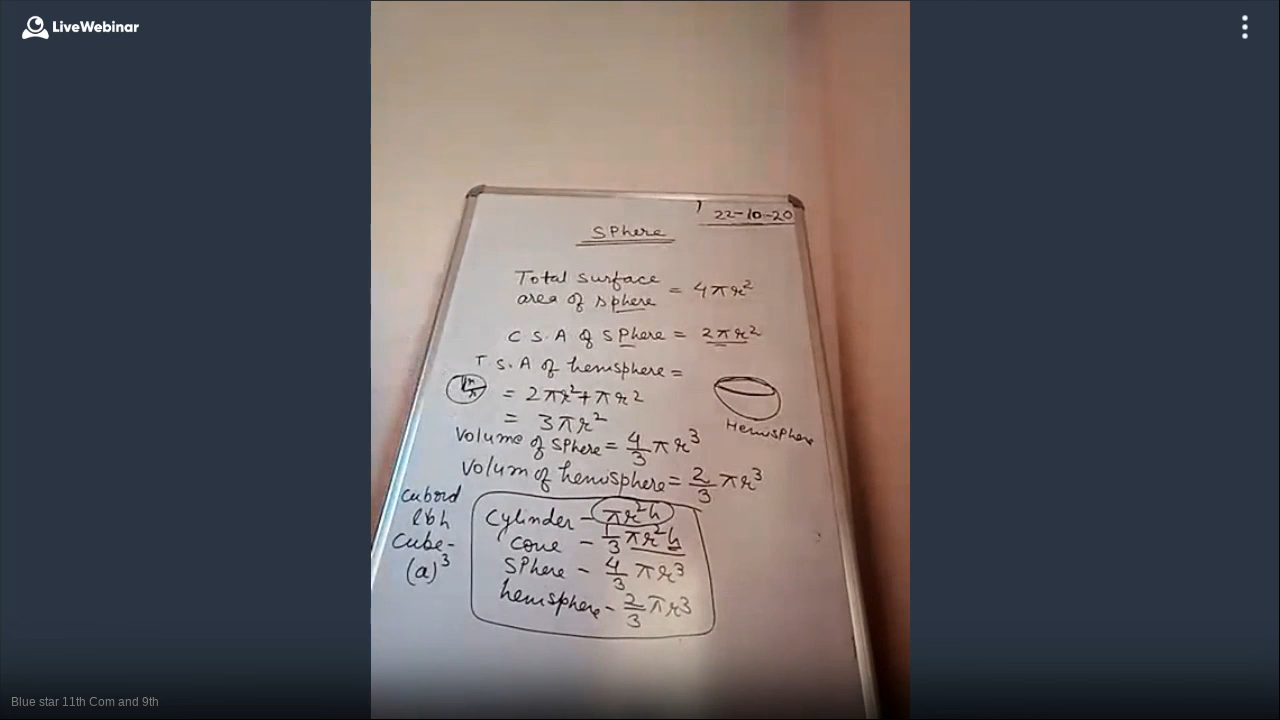 LiveWebinar
22-10-20
Sphere
Total surface
area of sphere = 4πr²
C S.A of sphere = 2πr²
T S.A of hemisphere =
= 2πr²+πr2
= 3πr²
Hemisphere
Volume of sphere = 4/3 πr³
Volum of hemisphere = 2/3 πr³
Cuboid
lbh
Cube-
(a)³
Cylinder - πr²h
Cone - 1/3 πr²h
Sphere - 4/3 πr³
hemisphere - 2/3 πr³
Blue star 11th Com and 9th